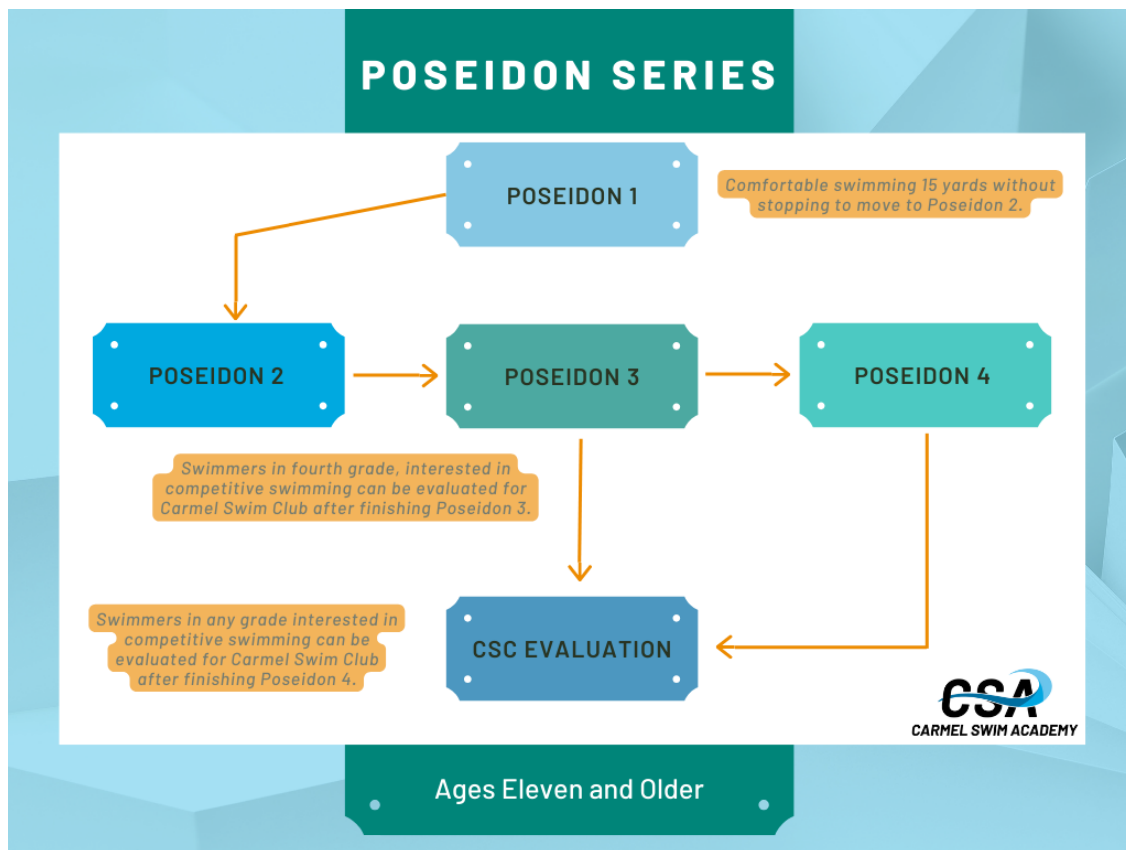 POSEIDON SERIES
POSEIDON 1
Comfortable swimming 15 yards without
stopping to move to Poseidon 2.
POSEIDON 2
POSEIDON 3
POSEIDON 4
Swimmers in fourth grade, interested in
competitive swimming can be evaluated for
Carmel Swim Club after finishing Poseidon 3.
Swimmers in any grade interested in
competitive swimming can be
evaluated for Carmel Swim Club
after finishing Poseidon 4.
CSC EVALUATION
CSA
CARMEL SWIM ACADEMY
Ages Eleven and Older